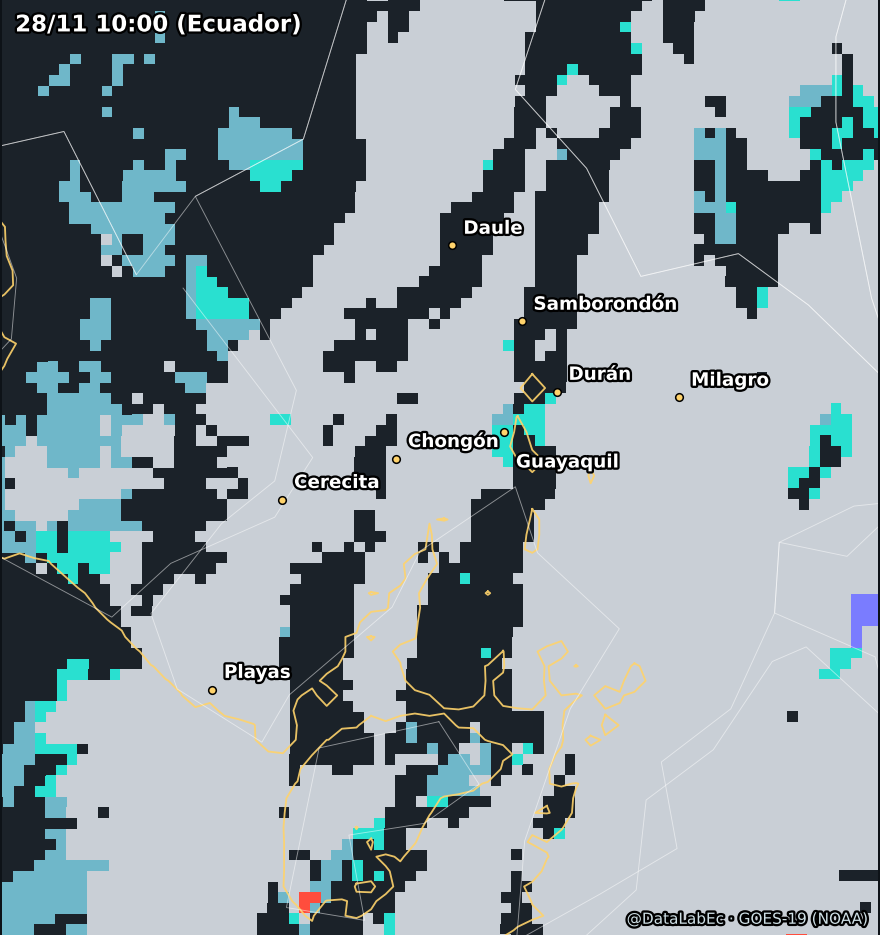 28/11 10:00 (Ecuador)
Daule
Samborondón
Durán
Milagro
Chongón
Guayaquil
Cerecita
Playas
@DataLabEc · GOES-19 (NOAA)